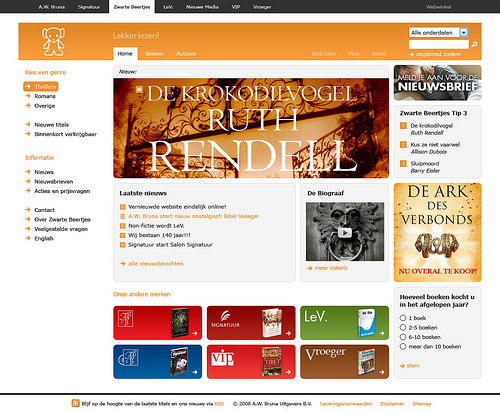 A.W. Bruna Signatuur Zwarte Beertjes LeV. Nieuwe Media VIP Vroeger Webwinkel
Lekker lezen!
Alle onderdelen
uitgebreid zoeken
Home Boeken Auteurs Bedrijven Pers Retail
Kies een genre
Thrillers
Romans
Overige
Nieuwe titels
Binnenkort verkrijgbaar
Informatie
Nieuws
Nieuwsbrieven
Acties en prijsvragen
Contact
Over Zwarte Beertjes
Veelgestelde vragen
English
Nieuw:
DE KROKODILVOGEL
RUTH
RENDELL
Laatste nieuws
Vernieuwde website eindelijk online!
A.W. Bruna start nieuw nostalgisch label Vroeger
Non-fictie wordt LeV.
Wij bestaan 140 jaar!!!
Signatuur start Salon Signatuur
alle nieuwsberichten
De Biograaf
meer video's
Onze andere merken
SIGNATUUR
LeV.
vip
Vroeger
MELD JE AAN VOOR DE
NIEUWSBRIEF
Zwarte Beertjes Tip 3
1 De krokodilvogel
Ruth Rendell
2 Kus ze niet vaarwel
Allison Dubois
3 Sluipmoord
Barry Eisler
DE ARK
DES
VERBONDS
NU OVERAL TE KOOP!
Hoeveel boeken kocht u
in het afgelopen jaar?
1 boek
2-5 boeken
6-10 boeken
meer dan 10 boeken
stem
Blijf op de hoogte van de laatste titels en ons nieuws via RSS © 2008 A.W. Bruna Uitgevers B.V. Leveringsvoorwaarden Disclaimer Sitemap